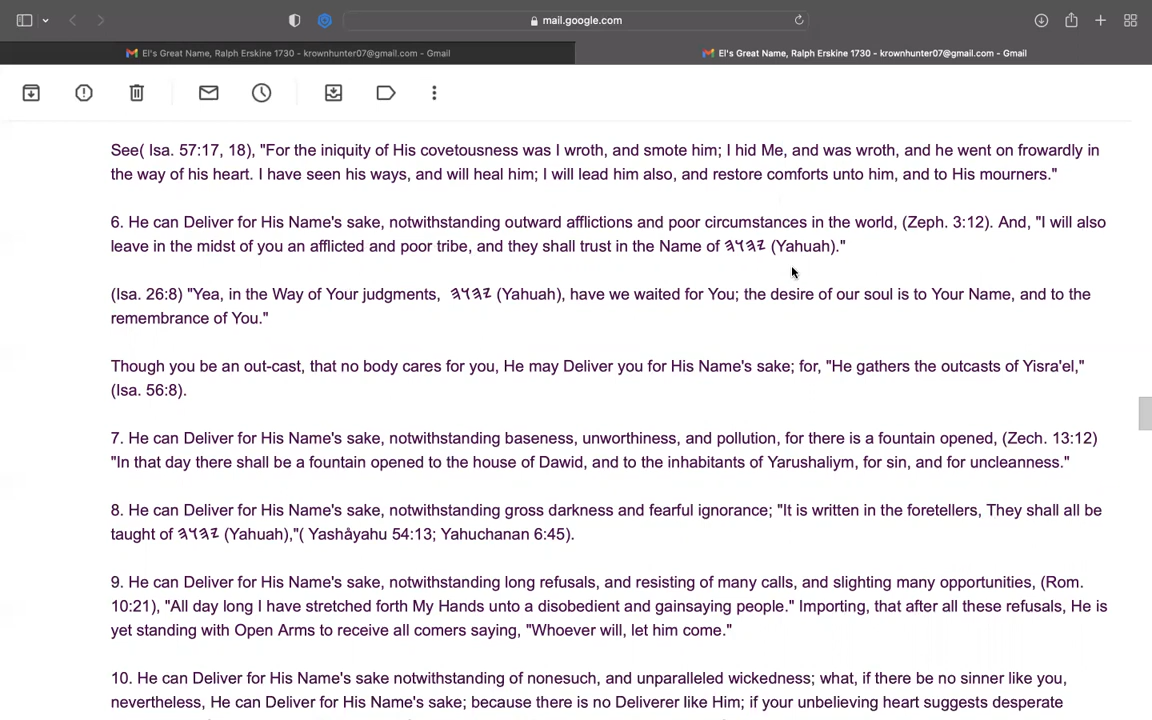 mail.google.com
El's Great Name, Ralph Erskine 1730 - krownhunter07@gmail.com - Gmail
El's Great Name, Ralph Erskine 1730 - krownhunter07@gmail.com - Gmail
See( Isa. 57:17, 18), "For the iniquity of His covetousness was I wroth, and smote him; I hid Me, and was wroth, and he went on frowardly in
the way of his heart. I have seen his ways, and will heal him; I will lead him also, and restore comforts unto him, and to His mourners."
6. He can Deliver for His Name's sake, notwithstanding outward afflictions and poor circumstances in the world, (Zeph. 3:12). And, "I will also
leave in the midst of you an afflicted and poor tribe, and they shall trust in the Name of 𐤉𐤄𐤅𐤄 (Yahuah)."
(Isa. 26:8) "Yea, in the Way of Your judgments, 𐤉𐤄𐤅𐤄 (Yahuah), have we waited for You; the desire of our soul is to Your Name, and to the
remembrance of You."
Though you be an out-cast, that no body cares for you, He may Deliver you for His Name's sake; for, "He gathers the outcasts of Yisra'el,"
(Isa. 56:8).
7. He can Deliver for His Name's sake, notwithstanding baseness, unworthiness, and pollution, for there is a fountain opened, (Zech. 13:12)
"In that day there shall be a fountain opened to the house of Dawid, and to the inhabitants of Yarushaliym, for sin, and for uncleanness."
8. He can Deliver for His Name's sake, notwithstanding gross darkness and fearful ignorance; "It is written in the foretellers, They shall all be
taught of 𐤉𐤄𐤅𐤄 (Yahuah),"( Yashåyahu 54:13; Yahuchanan 6:45).
9. He can Deliver for His Name's sake, notwithstanding long refusals, and resisting of many calls, and slighting many opportunities, (Rom.
10:21), "All day long I have stretched forth My Hands unto a disobedient and gainsaying people." Importing, that after all these refusals, He is
yet standing with Open Arms to receive all comers saying, "Whoever will, let him come."
10. He can Deliver for His Name's sake notwithstanding of nonesuch, and unparalleled wickedness; what, if there be no sinner like you,
nevertheless, He can Deliver for His Name's sake; because there is no Deliverer like Him; if your unbelieving heart suggests desperate